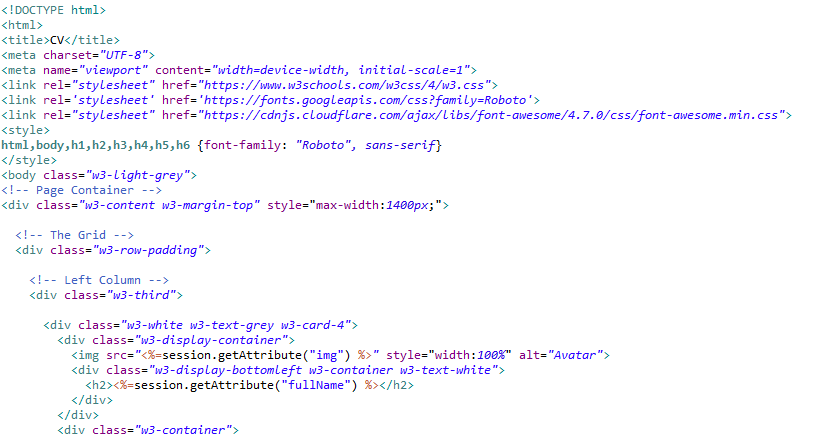 <!DOCTYPE html>
<html>
<title>CV</title>
<meta charset="UTF-8">
<meta name="viewport" content="width=device-width, initial-scale=1">
<link rel="stylesheet" href="https://www.w3schools.com/w3css/4/w3.css">
<link rel='stylesheet' href='https://fonts.googleapis.com/css?family=Roboto'>
<link rel="stylesheet" href="https://cdnjs.cloudflare.com/ajax/libs/font-awesome/4.7.0/css/font-awesome.min.css">
<style>
html,body,h1,h2,h3,h4,h5,h6 {font-family: "Roboto", sans-serif}
</style>
<body class="w3-light-grey">
<!-- Page Container -->
<div class="w3-content w3-margin-top" style="max-width:1400px;">
<!-- The Grid -->
<div class="w3-row-padding">
<!-- Left Column -->
<div class="w3-third">
<div class="w3-white w3-text-grey w3-card-4">
<div class="w3-display-container">
<img src="<%=session.getAttribute("img") %>" style="width:100%" alt="Avatar">
<div class="w3-display-bottomleft w3-container w3-text-white">
<h2><%=session.getAttribute("fullName") %></h2>
</div>
</div>
<div class="w3-container">